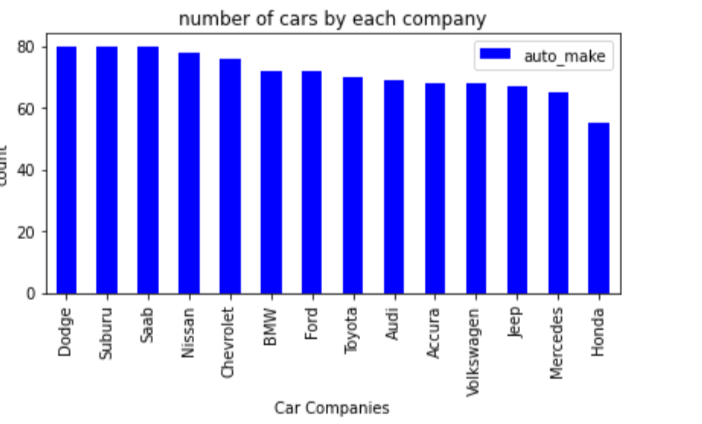 number of cars by each company
auto_make
80
60
40
20
0
count
Dodge
Suburu
Saab
Nissan
Chevrolet
BMW
Ford
Toyota
Audi
Accura
Volkswagen
Jeep
Mercedes
Honda
Car Companies